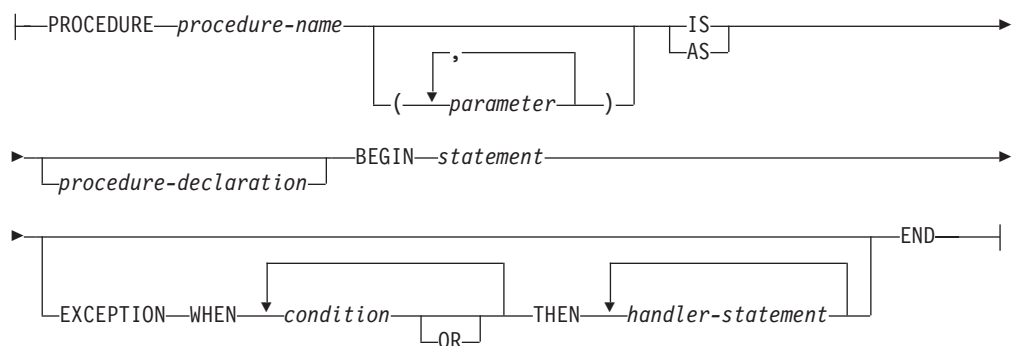 PROCEDURE procedure-name IS
AS
,
( parameter )
procedure-declaration BEGIN statement
END
EXCEPTION WHEN condition THEN handler-statement
OR